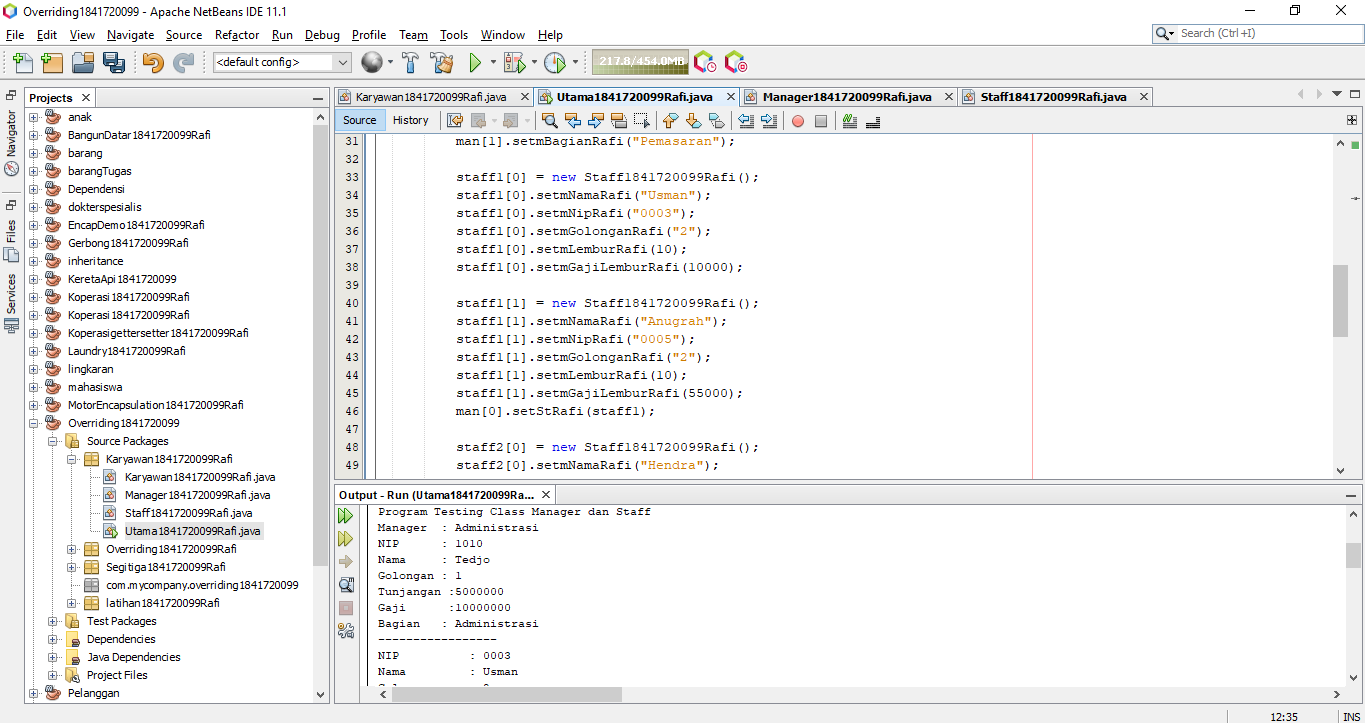 Overriding1841720099 - Apache NetBeans IDE 11.1
File Edit View Navigate Source Refactor Run Debug Profile Team Tools Window Help
Search (Ctrl+I)
<default config>
217.8/454.0MB
Projects
Navigator
Files
Services
anak
BangunDatar1841720099Rafi
barang
barangTugas
Dependensi
dokterspesialis
EncapDemo1841720099Rafi
Gerbong1841720099Rafi
inheritance
KeretaApi1841720099
Koperasi1841720099Rafi
Koperasi1841720099Rafi
Koperasigettersetter1841720099Rafi
Laundry1841720099Rafi
lingkaran
mahasiswa
MotorEncapsulation1841720099Rafi
Overriding1841720099
Source Packages
Karyawan1841720099Rafi
Karyawan1841720099Rafi.java
Manager1841720099Rafi.java
Staff1841720099Rafi.java
Utama1841720099Rafi.java
Overriding1841720099Rafi
Segitiga1841720099Rafi
com.mycompany.overriding1841720099
latihan1841720099Rafi
Test Packages
Dependencies
Java Dependencies
Project Files
Pelanggan
Karyawan1841720099Rafi.java Utama1841720099Rafi.java Manager1841720099Rafi.java Staff1841720099Rafi.java
Source History
31 man[1].setmBagianRafi("Pemasaran");
32
33 staff1[0] = new Staff1841720099Rafi();
34 staff1[0].setmNamaRafi("Usman");
35 staff1[0].setmNipRafi("0003");
36 staff1[0].setmGolonganRafi("2");
37 staff1[0].setmLemburRafi(10);
38 staff1[0].setmGajiLemburRafi(10000);
39
40 staff1[1] = new Staff1841720099Rafi();
41 staff1[1].setmNamaRafi("Anugrah");
42 staff1[1].setmNipRafi("0005");
43 staff1[1].setmGolonganRafi("2");
44 staff1[1].setmLemburRafi(10);
45 staff1[1].setmGajiLemburRafi(55000);
46 man[0].setStRafi(staff1);
47
48 staff2[0] = new Staff1841720099Rafi();
49 staff2[0].setmNamaRafi("Hendra");
Output - Run (Utama1841720099Ra...
Program Testing Class Manager dan Staff
Manager : Administrasi
NIP : 1010
Nama : Tedjo
Golongan : 1
Tunjangan :5000000
Gaji :10000000
Bagian : Administrasi
-----------------
NIP : 0003
Nama : Usman
12:35 INS